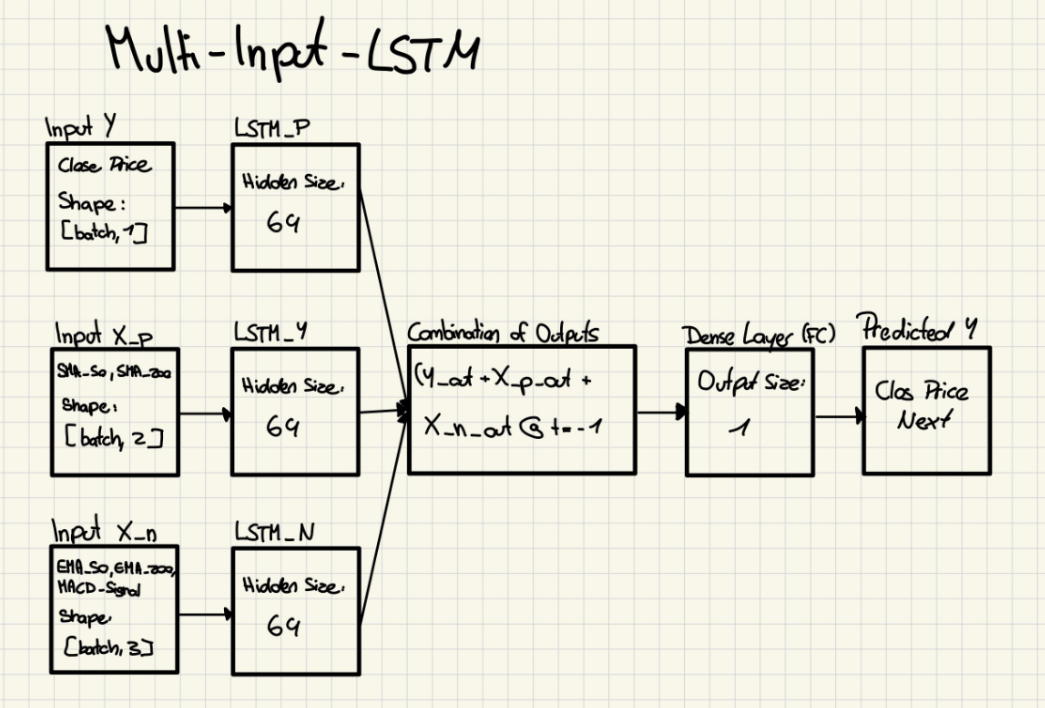 Multi-Input-LSTM
Input Y
Close Price
Shape:
[batch, 1]
LSTM_P
Hidden Size:
64
Input X_p
SMA_50, SMA_200
Shape:
[batch, 2]
LSTM_Y
Hidden Size:
64
Input X_n
EMA_50, EMA_200,
MACD-Signal
Shape:
[batch, 3]
LSTM_N
Hidden Size:
64
Combination of Outputs
(Y_out + X_p_out +
X_n_out @ t=-1
Dense Layer (FC)
Output Size:
1
Predicted Y
Clos Price
Next